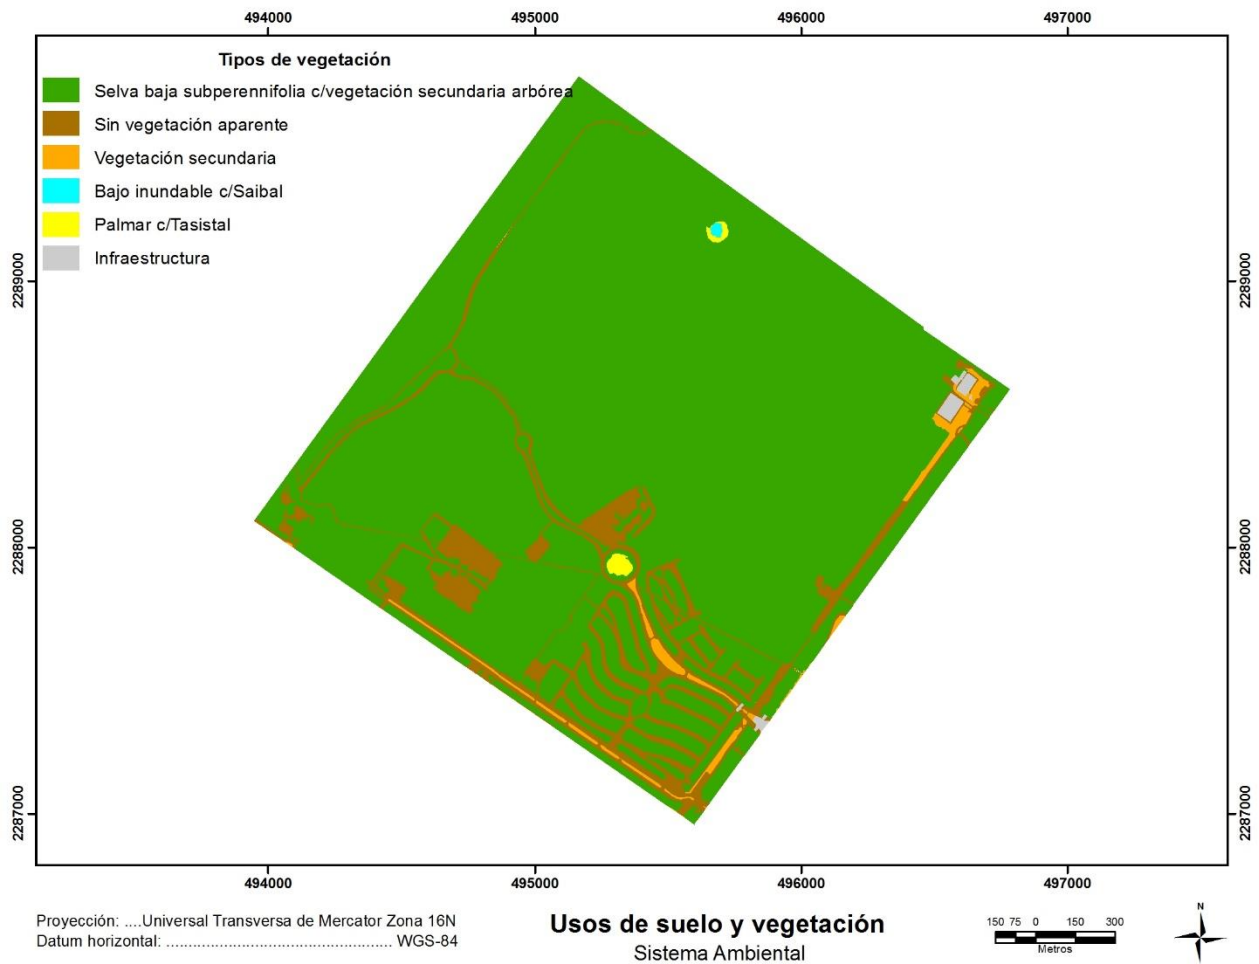 494000 495000 496000 497000
Tipos de vegetación
Selva baja subperennifolia c/vegetación secundaria arbórea
Sin vegetación aparente
Vegetación secundaria
Bajo inundable c/Saibal
Palmar c/Tasistal
Infraestructura
2289000 2289000
2288000 2288000
2287000 2287000
494000 495000 496000 497000
Proyección: ....Universal Transversa de Mercator Zona 16N
Datum horizontal: .................................................... WGS-84
Usos de suelo y vegetación
Sistema Ambiental
150 75 0 150 300
Metros
N